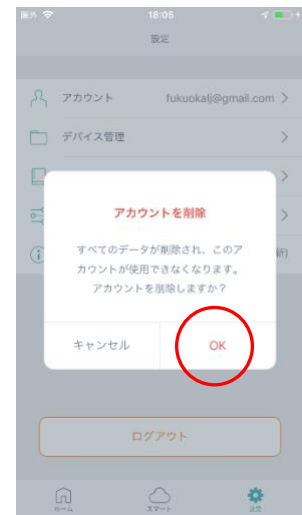 圏外 18:05
設定
アカウント fukuokalj@gmail.com
デバイス管理
アカウントを削除
すべてのデータが削除され、このア
カウントが使用できなくなります。
アカウントを削除しますか？
キャンセル OK
ログアウト
ホーム スマート 設定